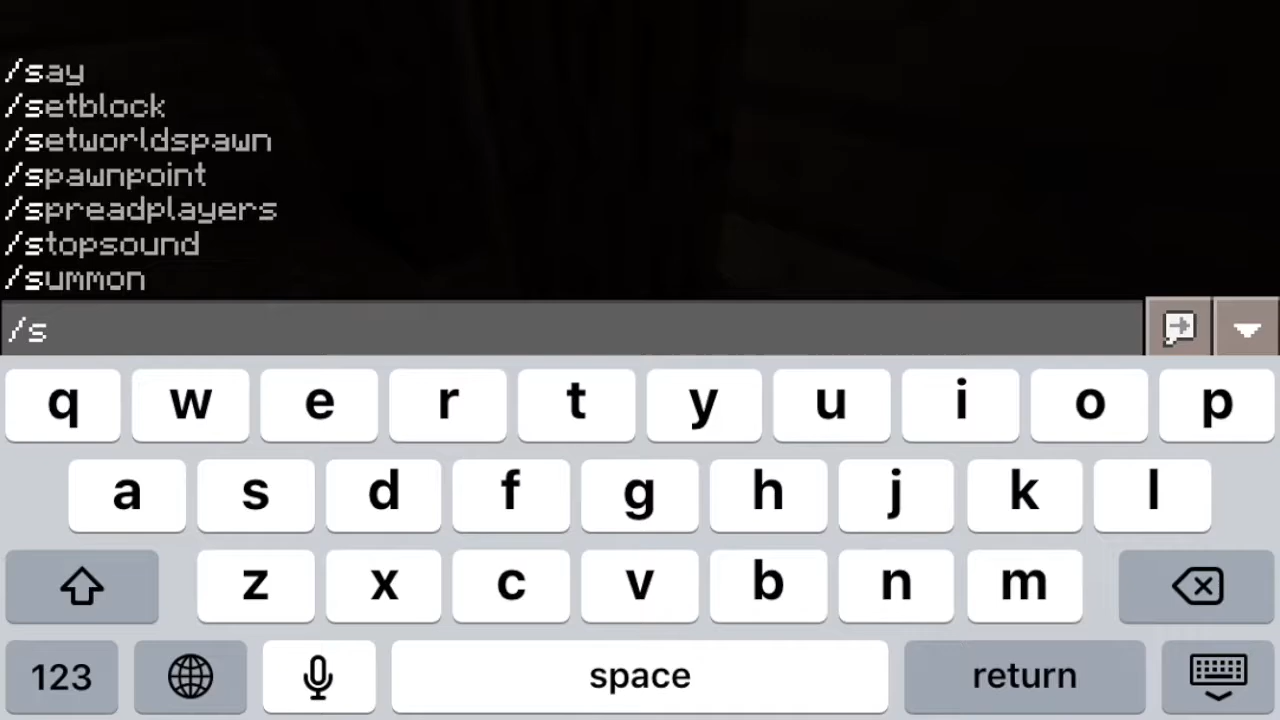 /say
/setblock
/setworldspawn
/spawnpoint
/spreadplayers
/stopsound
/summon
/s
q w e r t y u i o p
a s d f g h j k l
z x c v b n m
123 space return